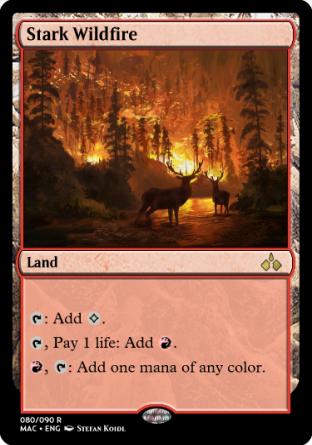 Stark Wildfire
Land
: Add .
, Pay 1 life: Add .
, : Add one mana of any color.
080/090 R
MAC • ENG Stefan Koidl